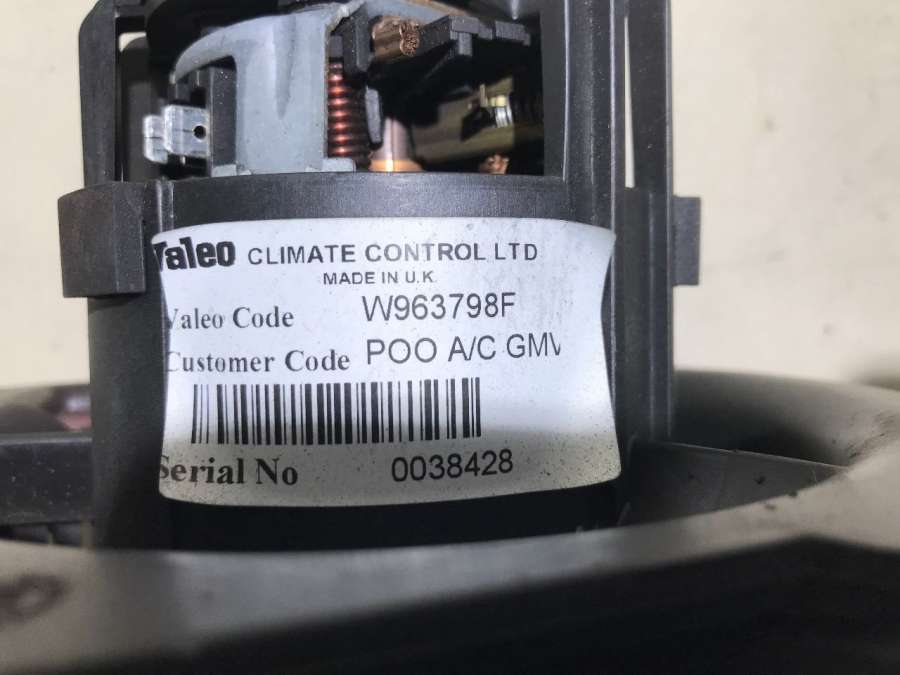 Valeo CLIMATE CONTROL LTD
MADE IN U.K.
Valeo Code W963798F
Customer Code POO A/C GMV
Serial No 0038428